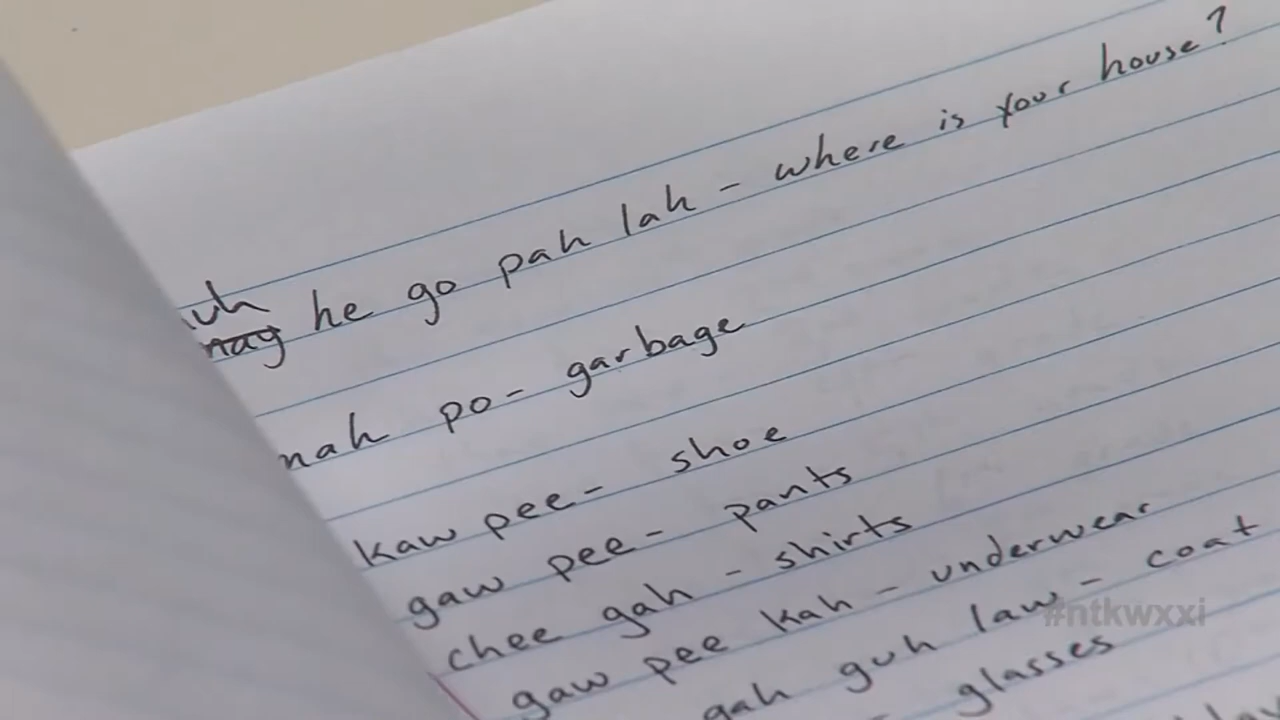 he go pah lah - where is your house?
nah po - garbage
kaw pee - shoe
gaw pee - pants
chee gah - shirts
gaw pee kah - underwear
gah guh law - coat
- glasses
#ntkwxxi